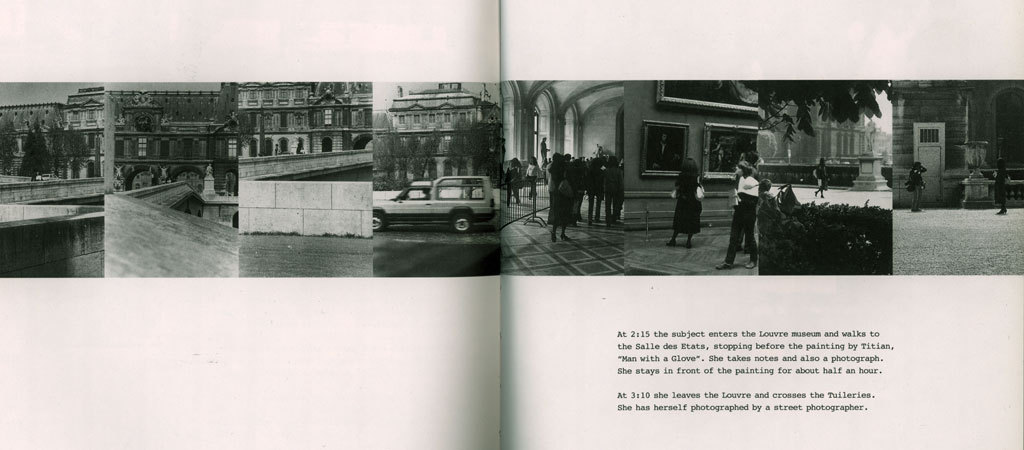 At 2:15 the subject enters the Louvre museum and walks to
the Salle des Etats, stopping before the painting by Titian,
"Man with a Glove". She takes notes and also a photograph.
She stays in front of the painting for about half an hour.
At 3:10 she leaves the Louvre and crosses the Tuileries.
She has herself photographed by a street photographer.